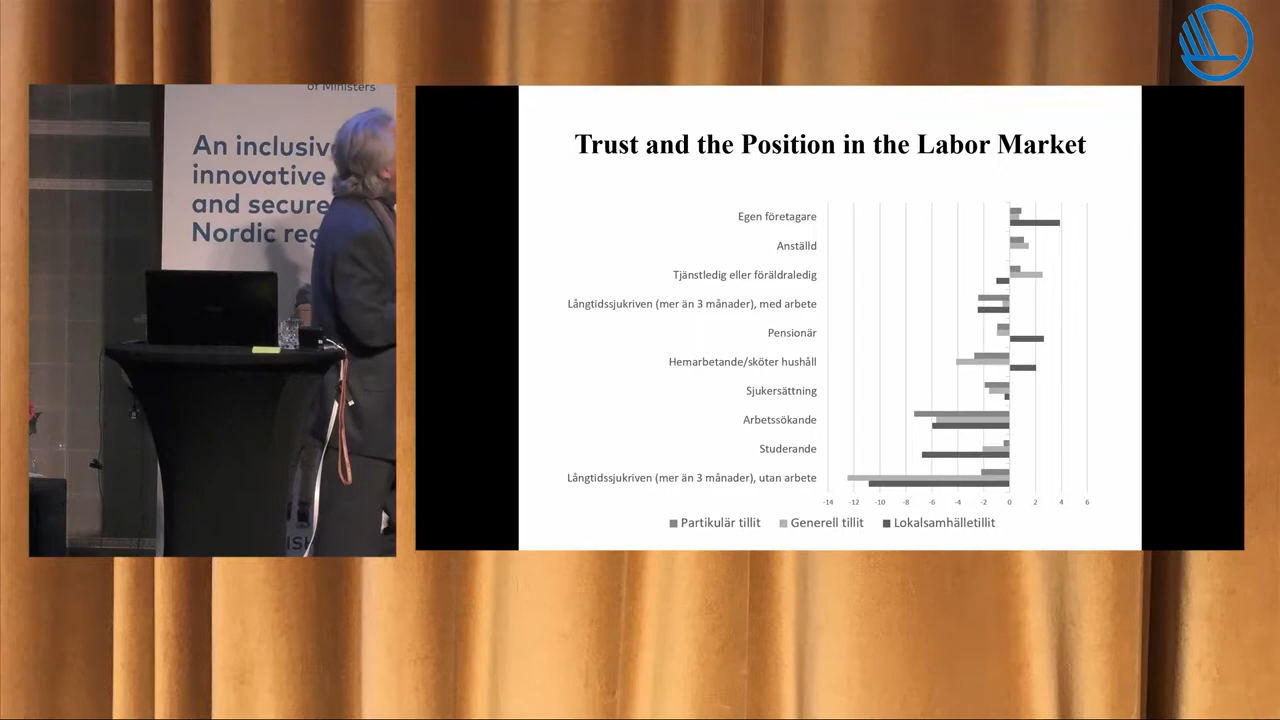 of Ministers
An inclusiv
innovative
and secure
Nordic reg
Trust and the Position in the Labor Market
Egen företagare
Anställd
Tjänstledig eller föräldraledig
Långtidssjukriven (mer än 3 månader), med arbete
Pensionär
Hemarbetande/sköter hushåll
Sjukersättning
Arbetssökande
Studerande
Långtidssjukriven (mer än 3 månader), utan arbete
-14 -12 -10 -8 -6 -4 -2 0 2 4 6
Partikulär tillit Generell tillit Lokalsamhälletillit